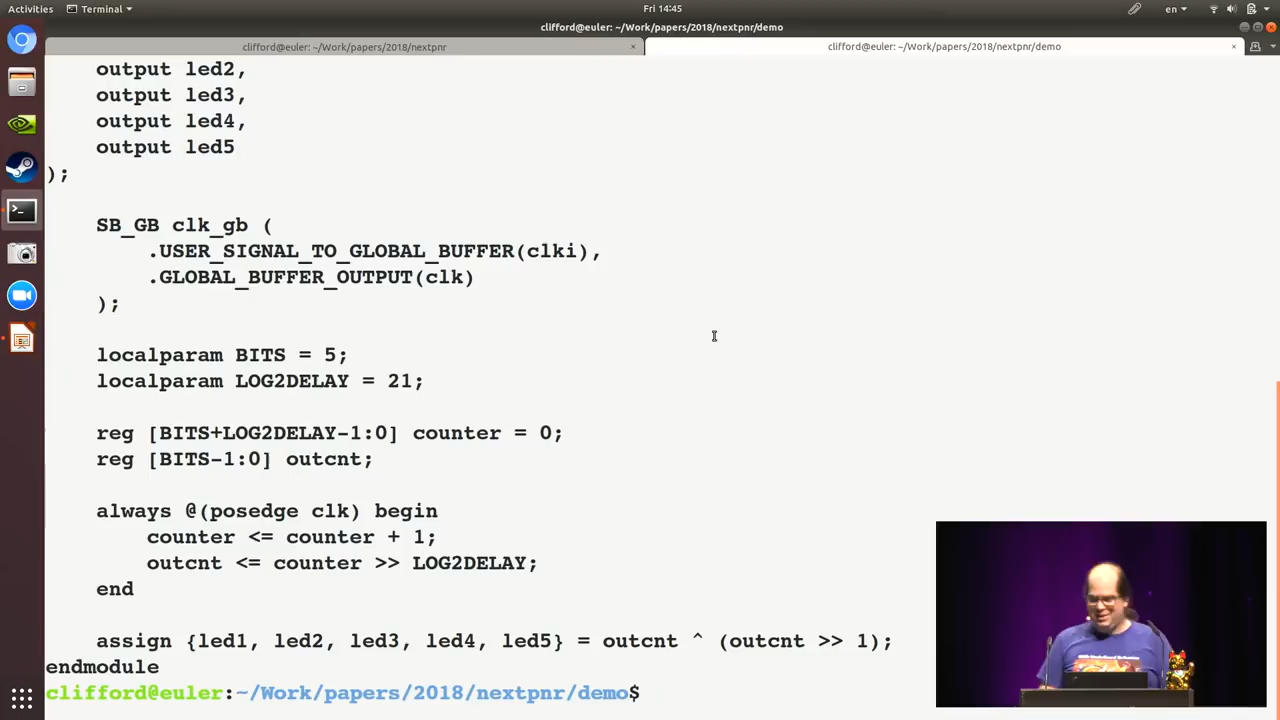 Activities
Terminal
Fri 14:45
en
clifford@euler: ~/Work/papers/2018/nextpnr/demo
clifford@euler: ~/Work/papers/2018/nextpnr
clifford@euler: ~/Work/papers/2018/nextpnr/demo
output led2,
output led3,
output led4,
output led5
);
SB_GB clk_gb (
.USER_SIGNAL_TO_GLOBAL_BUFFER(clki),
.GLOBAL_BUFFER_OUTPUT(clk)
);
localparam BITS = 5;
localparam LOG2DELAY = 21;
reg [BITS+LOG2DELAY-1:0] counter = 0;
reg [BITS-1:0] outcnt;
always @(posedge clk) begin
counter <= counter + 1;
outcnt <= counter >> LOG2DELAY;
end
assign {led1, led2, led3, led4, led5} = outcnt ^ (outcnt >> 1);
endmodule
clifford@euler:~/Work/papers/2018/nextpnr/demo$